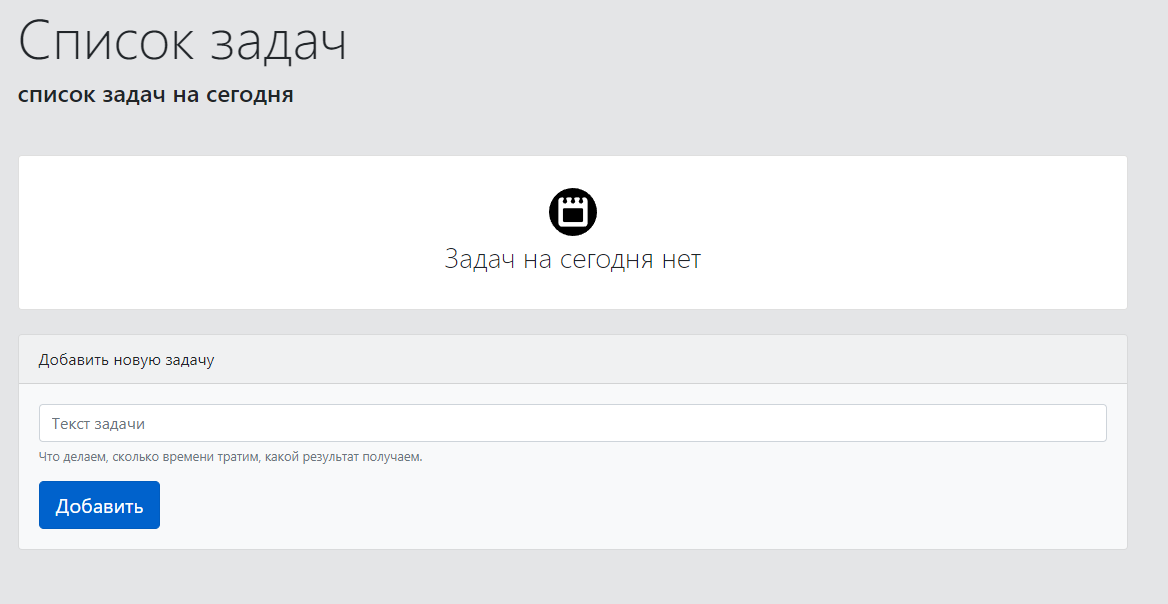 Список задач
список задач на сегодня
Задач на сегодня нет
Добавить новую задачу
Текст задачи
Что делаем, сколько времени тратим, какой результат получаем.
Добавить